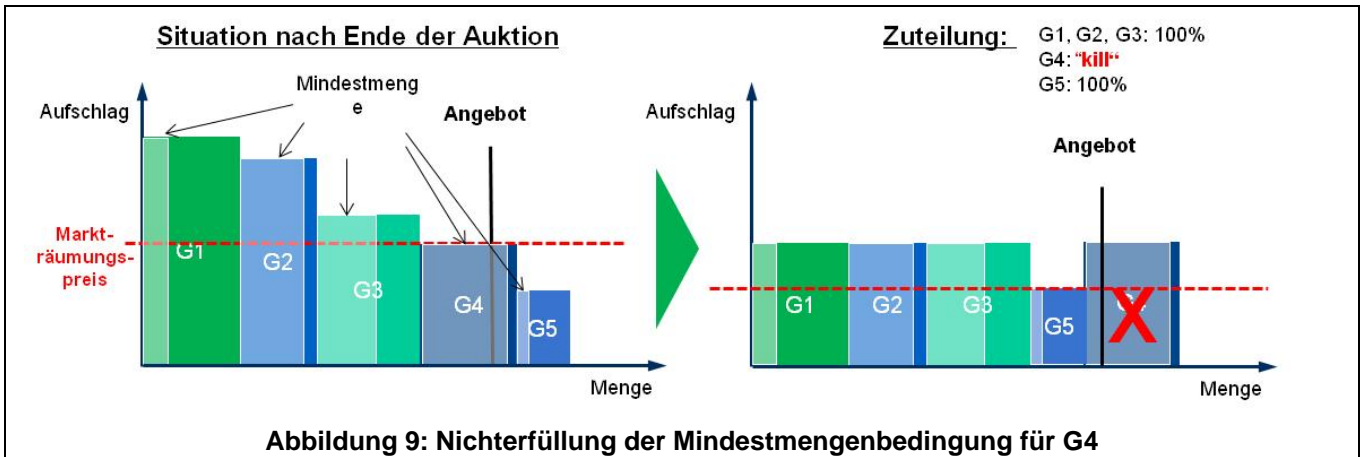 Situation nach Ende der Auktion
Mindestmeng
e
Aufschlag
Angebot
Markt-
räumungs-
preis
G1
G2
G3
G4
G5
Menge
Zuteilung:
G1, G2, G3: 100%
G4: "kill"
G5: 100%
Aufschlag
Angebot
G1
G2
G3
G5
Menge
Abbildung 9: Nichterfüllung der Mindestmengenbedingung für G4